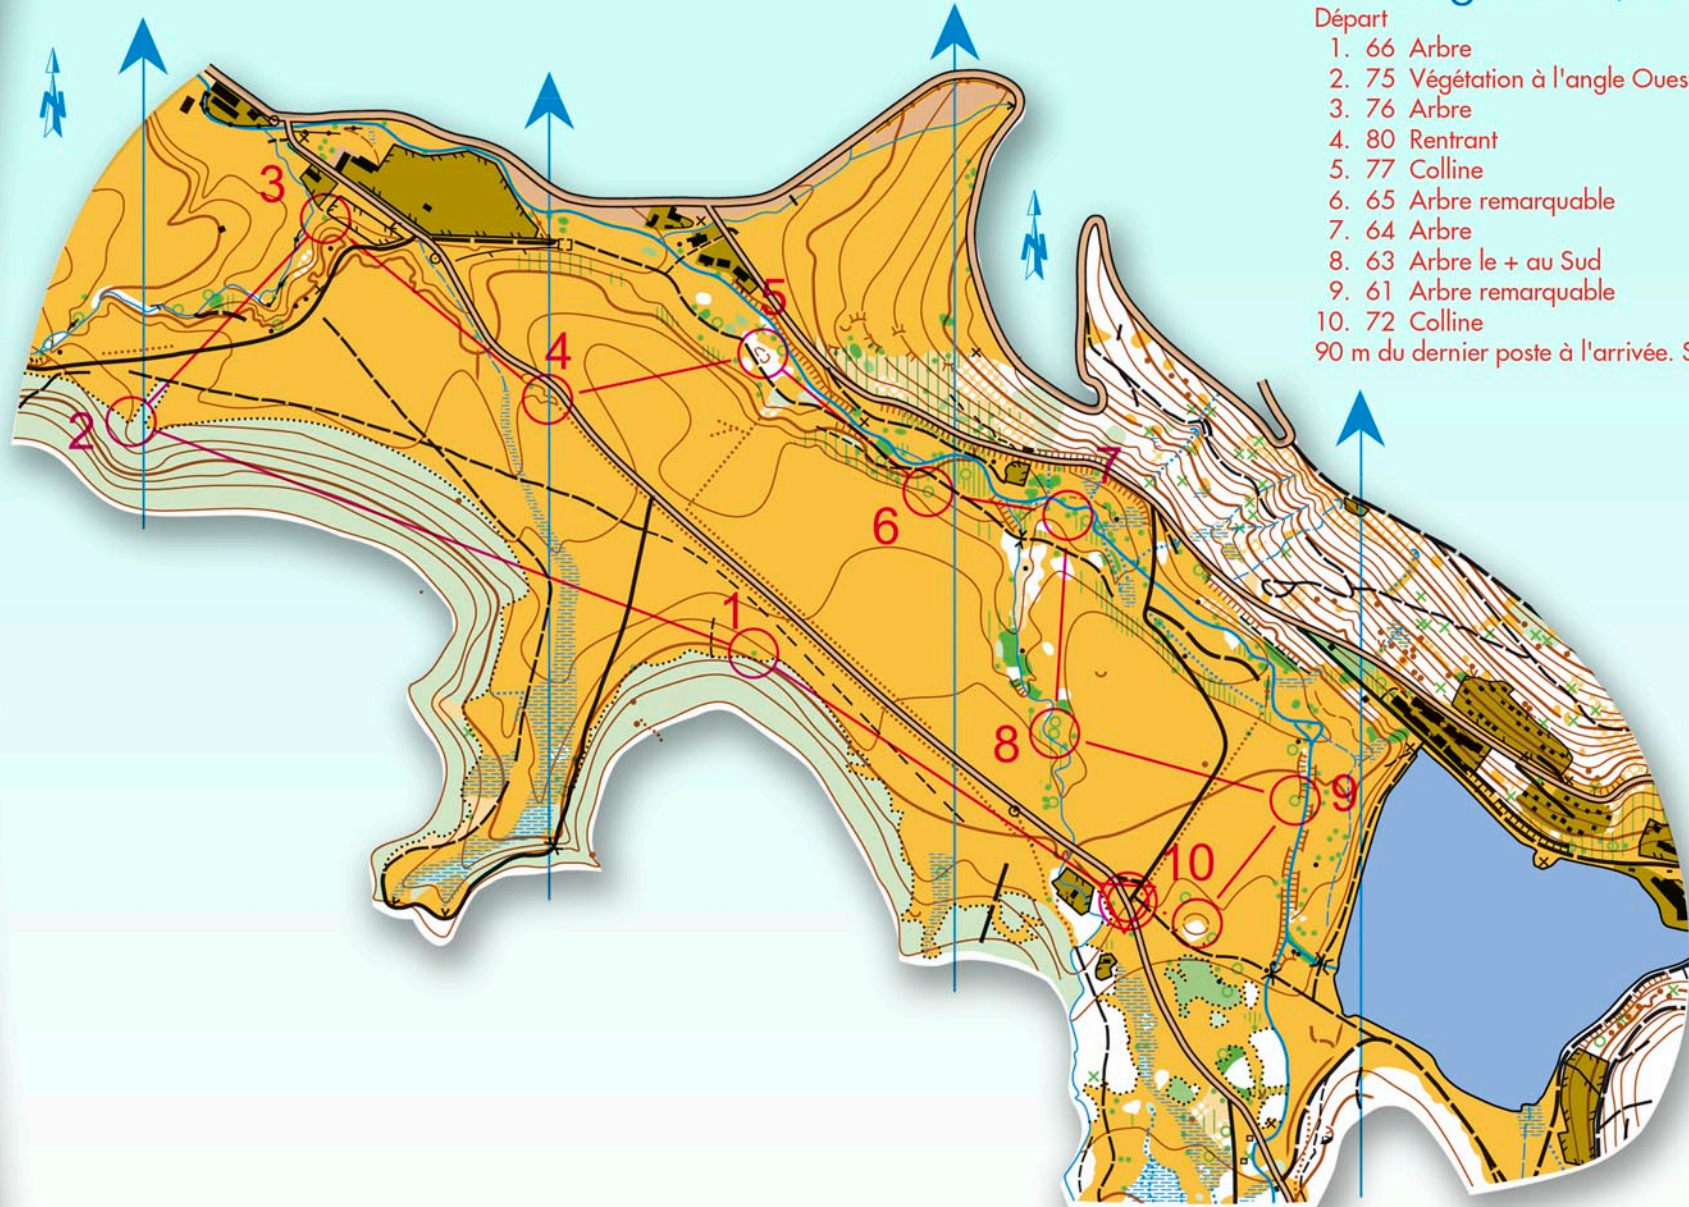 Départ
1. 66 Arbre
2. 75 Végétation à l'angle Oues
3. 76 Arbre
4. 80 Rentrant
5. 77 Colline
6. 65 Arbre remarquable
7. 64 Arbre
8. 63 Arbre le + au Sud
9. 61 Arbre remarquable
10. 72 Colline
90 m du dernier poste à l'arrivée. S
N
N
3
5
4
2
7
6
1
8
9
10